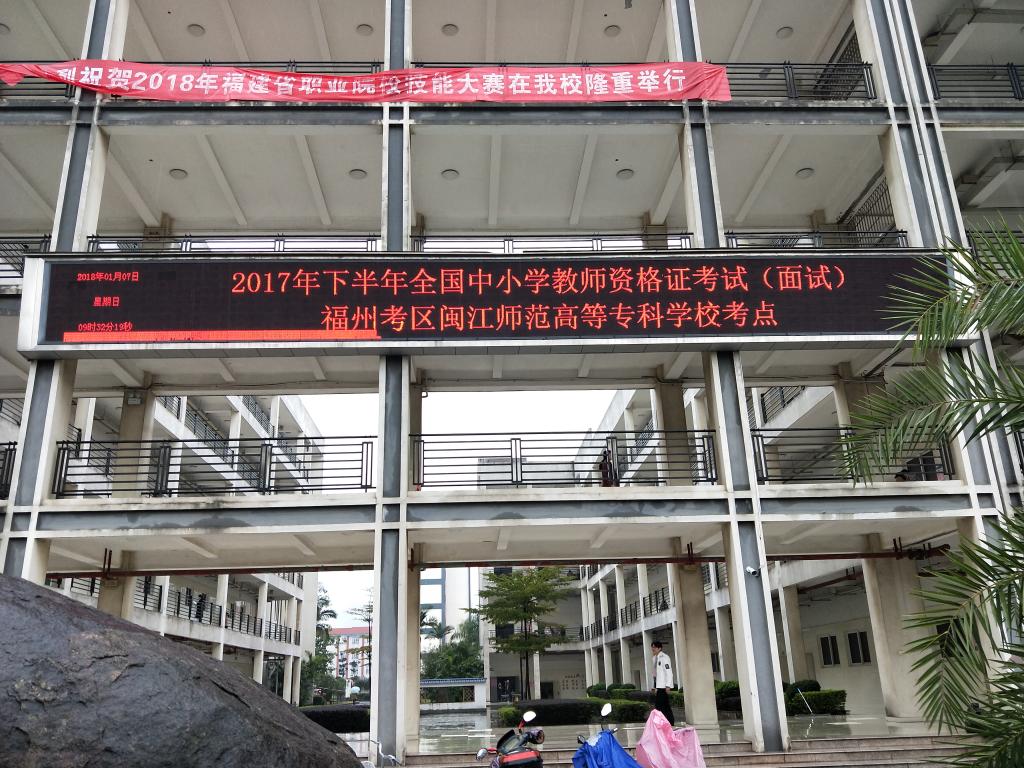 烈祝贺2018年福建省职业院校技能大赛在我校隆重举行
2018年01月07日
星期日
09时32分19秒
2017年下半年全国中小学教师资格证考试（面试）
福州考区闽江师范高等专科学校考点